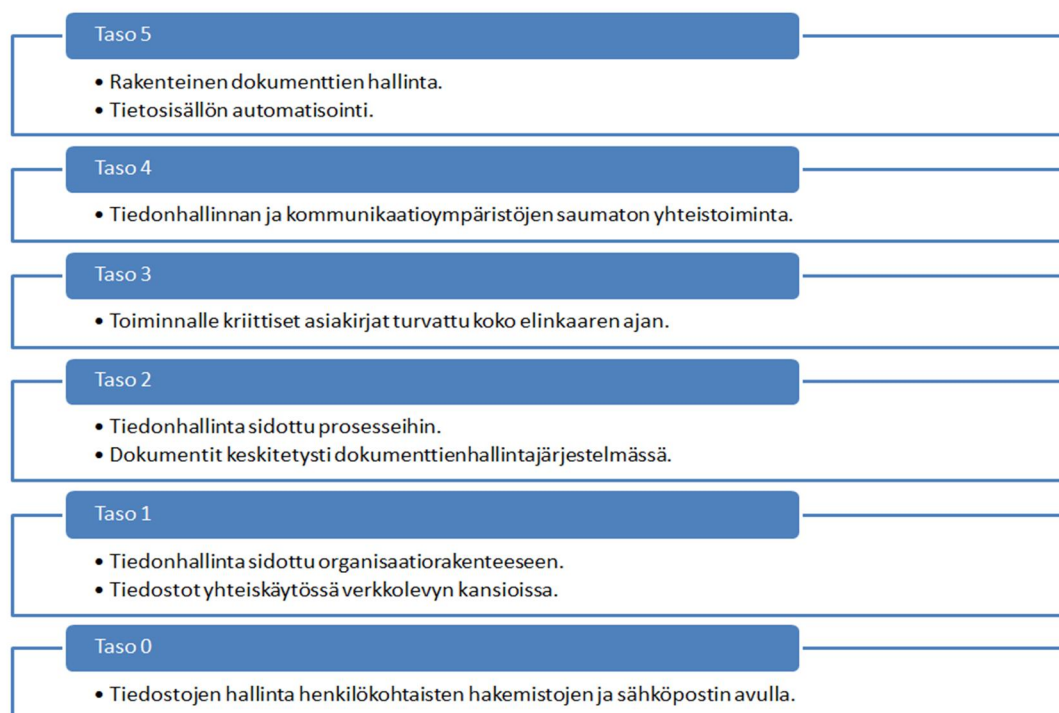 Taso 5
• Rakenteinen dokumenttien hallinta.
• Tietosisällön automatisointi.
Taso 4
• Tiedonhallinnan ja kommunikaatioympäristöjen saumaton yhteistoiminta.
Taso 3
• Toiminnalle kriittiset asiakirjat turvattu koko elinkaaren ajan.
Taso 2
• Tiedonhallinta sidottu prosesseihin.
• Dokumentit keskitetysti dokumenttienhallintajärjestelmässä.
Taso 1
• Tiedonhallinta sidottu organisaatiorakenteeseen.
• Tiedostot yhteiskäytössä verkkolevyn kansioissa.
Taso 0
• Tiedostojen hallinta henkilökohtaisten hakemistojen ja sähköpostin avulla.